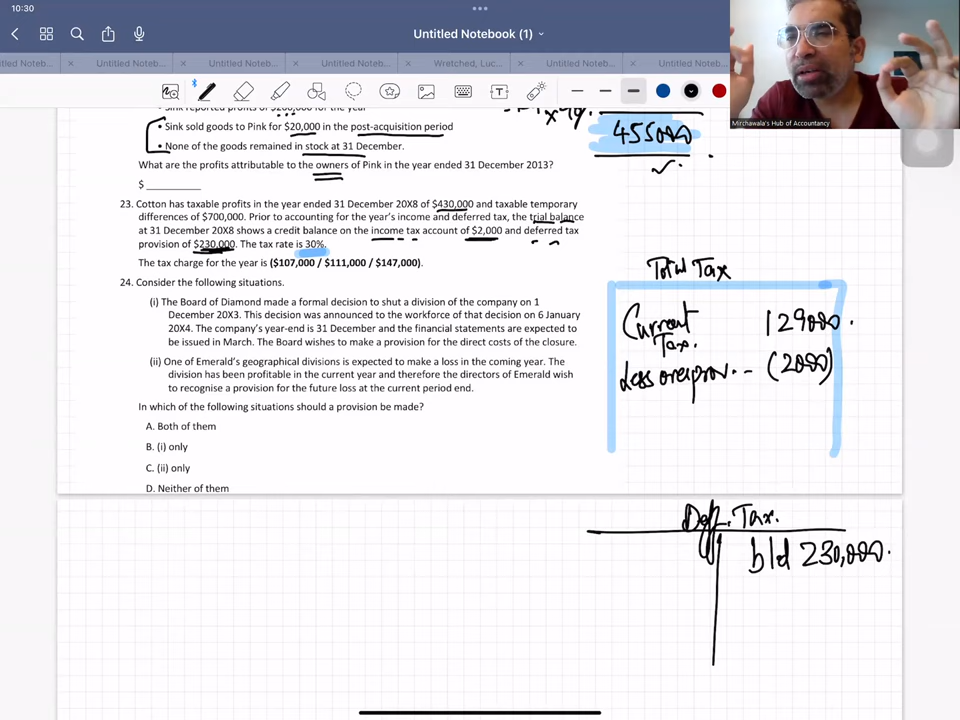 10:30
Untitled Notebook (1)
Untitled Noteb...
Untitled Noteb...
Untitled Noteb...
Wretched, Luc...
Untitled Noteb...
Untitled Noteb...
Mirchawala's Hub of Accountancy
• Sink sold goods to Pink for $20,000 in the post-acquisition period
• None of the goods remained in stock at 31 December.
What are the profits attributable to the owners of Pink in the year ended 31 December 2013?
$
455000
23. Cotton has taxable profits in the year ended 31 December 20X8 of $430,000 and taxable temporary
differences of $700,000. Prior to accounting for the year's income and deferred tax, the trial balance
at 31 December 20X8 shows a credit balance on the income tax account of $2,000 and deferred tax
provision of $230,000. The tax rate is 30%.
The tax charge for the year is ($107,000 / $111,000 / $147,000).
24. Consider the following situations.
(i) The Board of Diamond made a formal decision to shut a division of the company on 1
December 20X3. This decision was announced to the workforce of that decision on 6 January
20X4. The company's year-end is 31 December and the financial statements are expected to
be issued in March. The Board wishes to make a provision for the direct costs of the closure.
(ii) One of Emerald's geographical divisions is expected to make a loss in the coming year. The
division has been profitable in the current year and therefore the directors of Emerald wish
to recognise a provision for the future loss at the current period end.
In which of the following situations should a provision be made?
A. Both of them
B. (i) only
C. (ii) only
D. Neither of them
Total Tax
Current Tax. 129000.
Less overprov. - (2000)
Deff. Tax.
b/d 230,000.